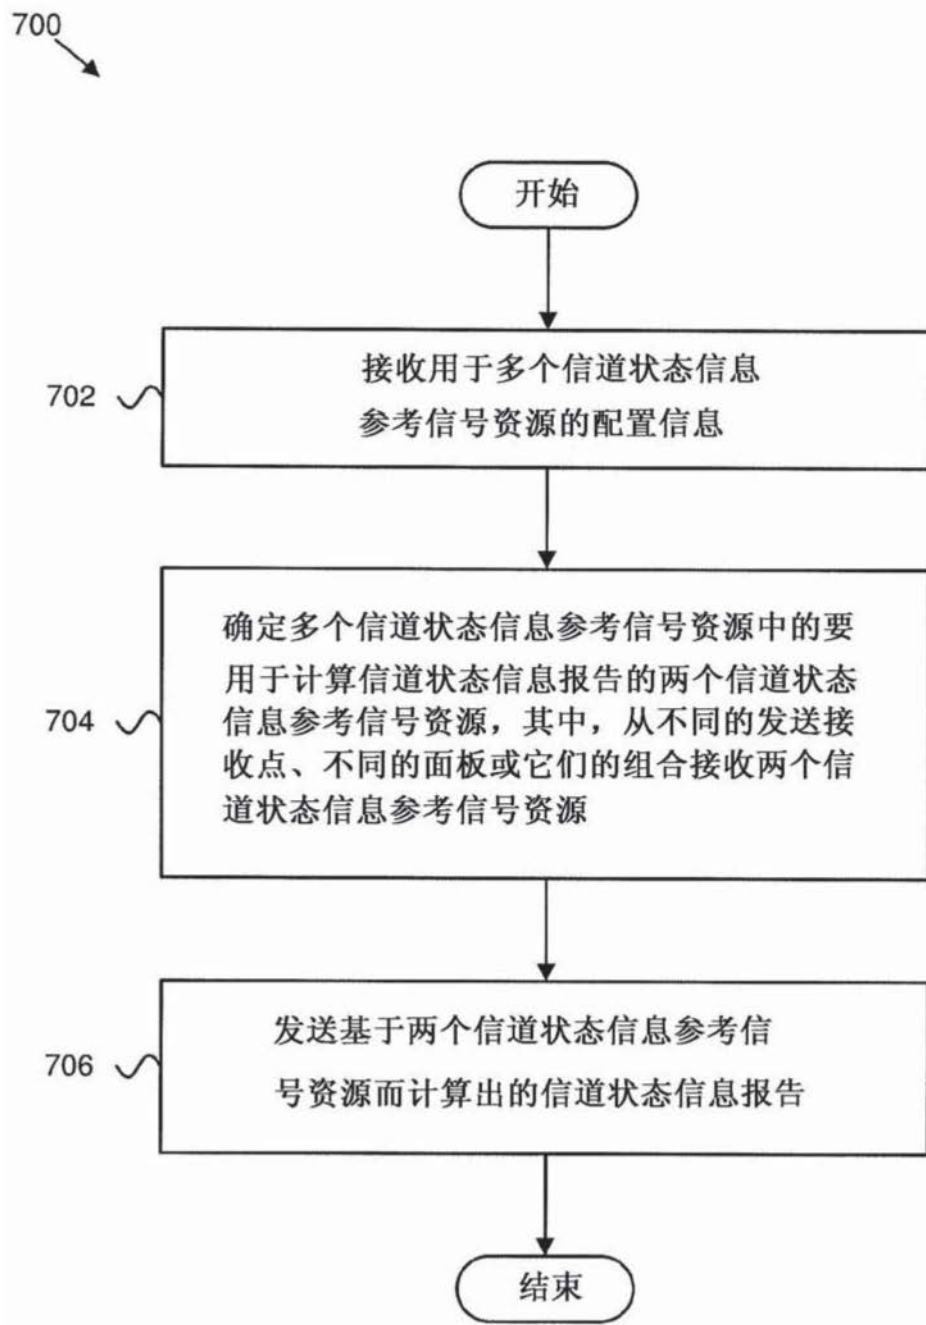 700
开始
702
接收用于多个信道状态信息
参考信号资源的配置信息
704
确定多个信道状态信息参考信号资源中的要
用于计算信道状态信息报告的两个信道状态
信息参考信号资源，其中，从不同的发送接
收点、不同的面板或它们的组合接收两个信
道状态信息参考信号资源
706
发送基于两个信道状态信息参考信
号资源而计算出的信道状态信息报告
结束